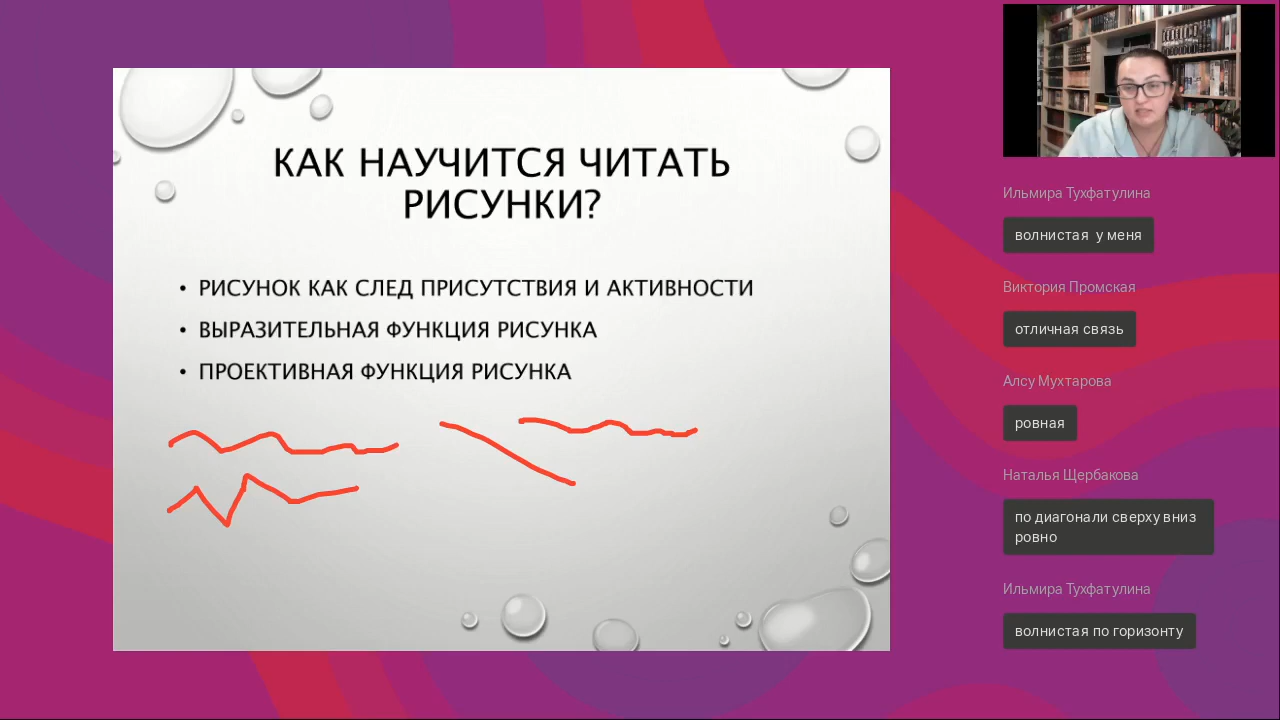 КАК НАУЧИТСЯ ЧИТАТЬ
РИСУНКИ?
• РИСУНОК КАК СЛЕД ПРИСУТСТВИЯ И АКТИВНОСТИ
• ВЫРАЗИТЕЛЬНАЯ ФУНКЦИЯ РИСУНКА
• ПРОЕКТИВНАЯ ФУНКЦИЯ РИСУНКА
Ильмира Тухфатулина
волнистая у меня
Виктория Промская
отличная связь
Алсу Мухтарова
ровная
Наталья Щербакова
по диагонали сверху вниз
ровно
Ильмира Тухфатулина
волнистая по горизонту